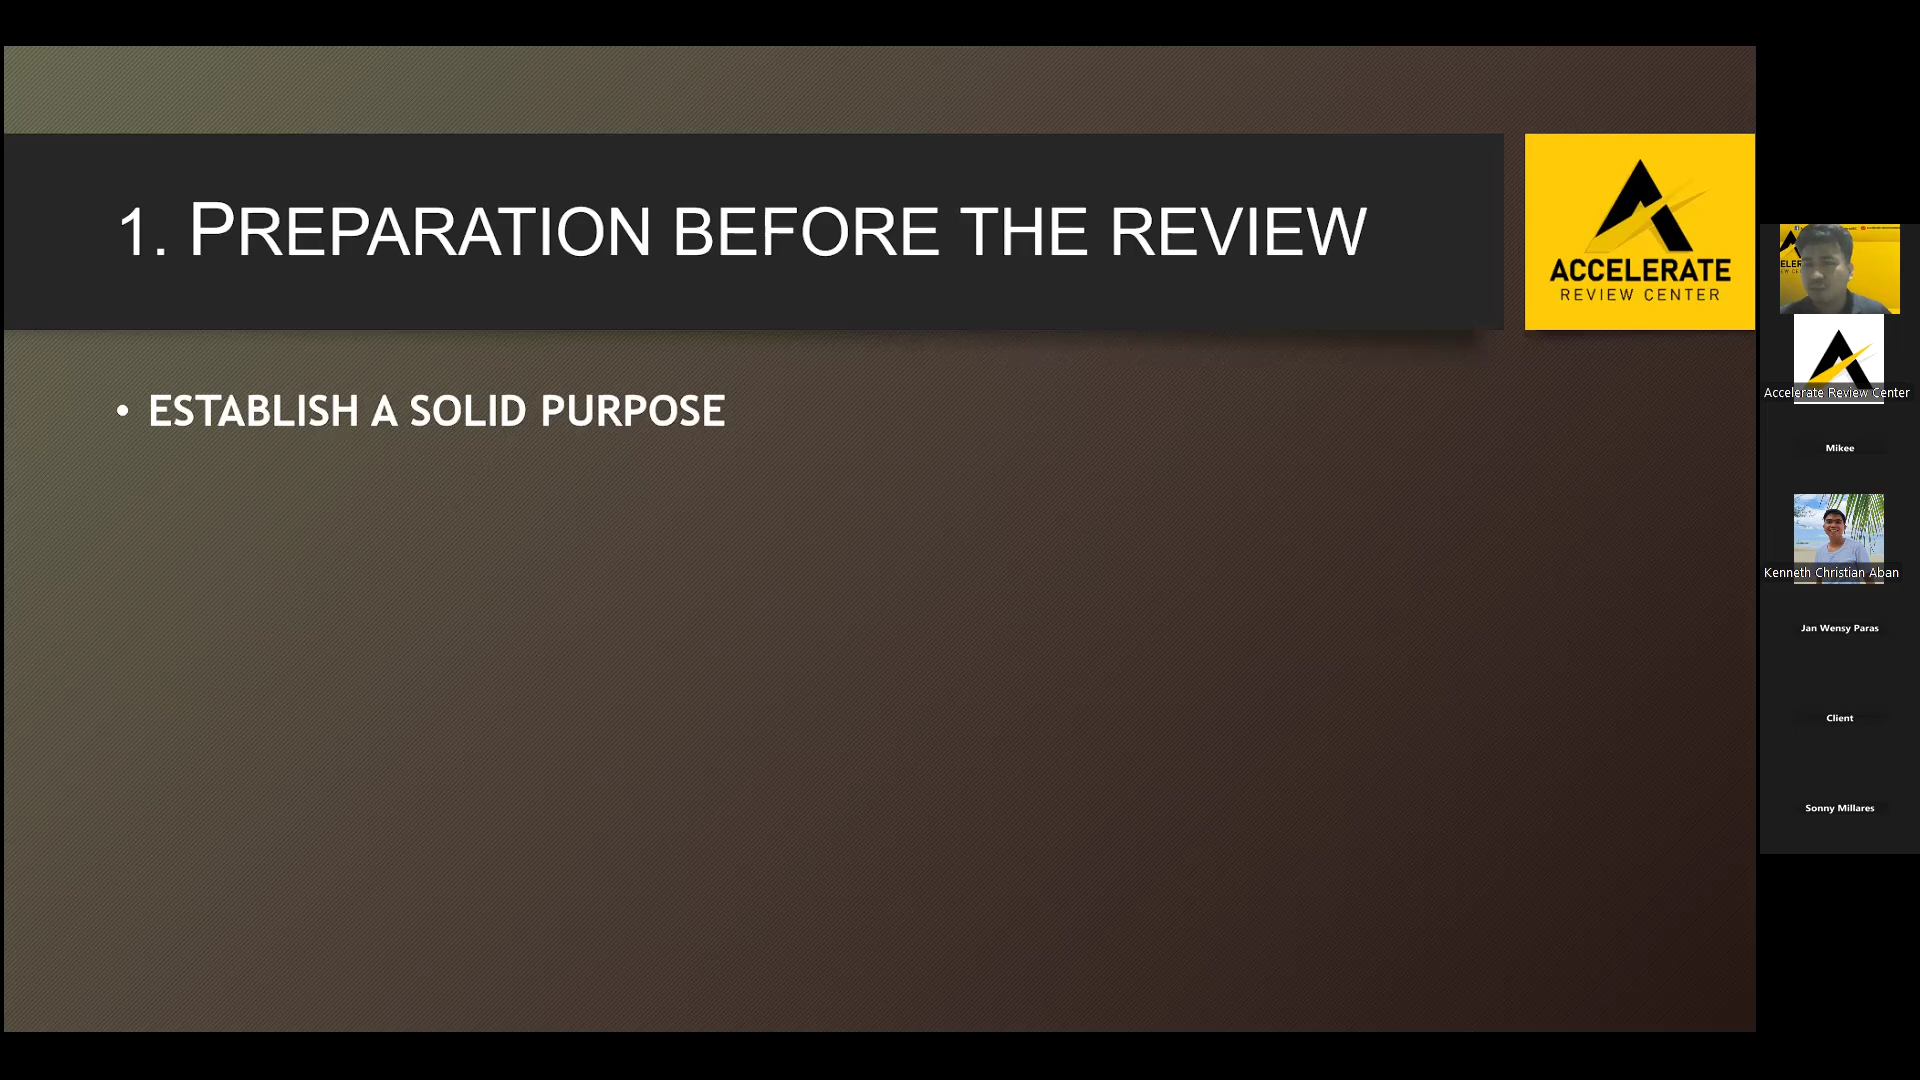 1. PREPARATION BEFORE THE REVIEW
ACCELERATE
REVIEW CENTER
• ESTABLISH A SOLID PURPOSE
Accelerate Review Center
Mikee
Kenneth Christian Aban
Jan Wensy Paras
Client
Sonny Millares